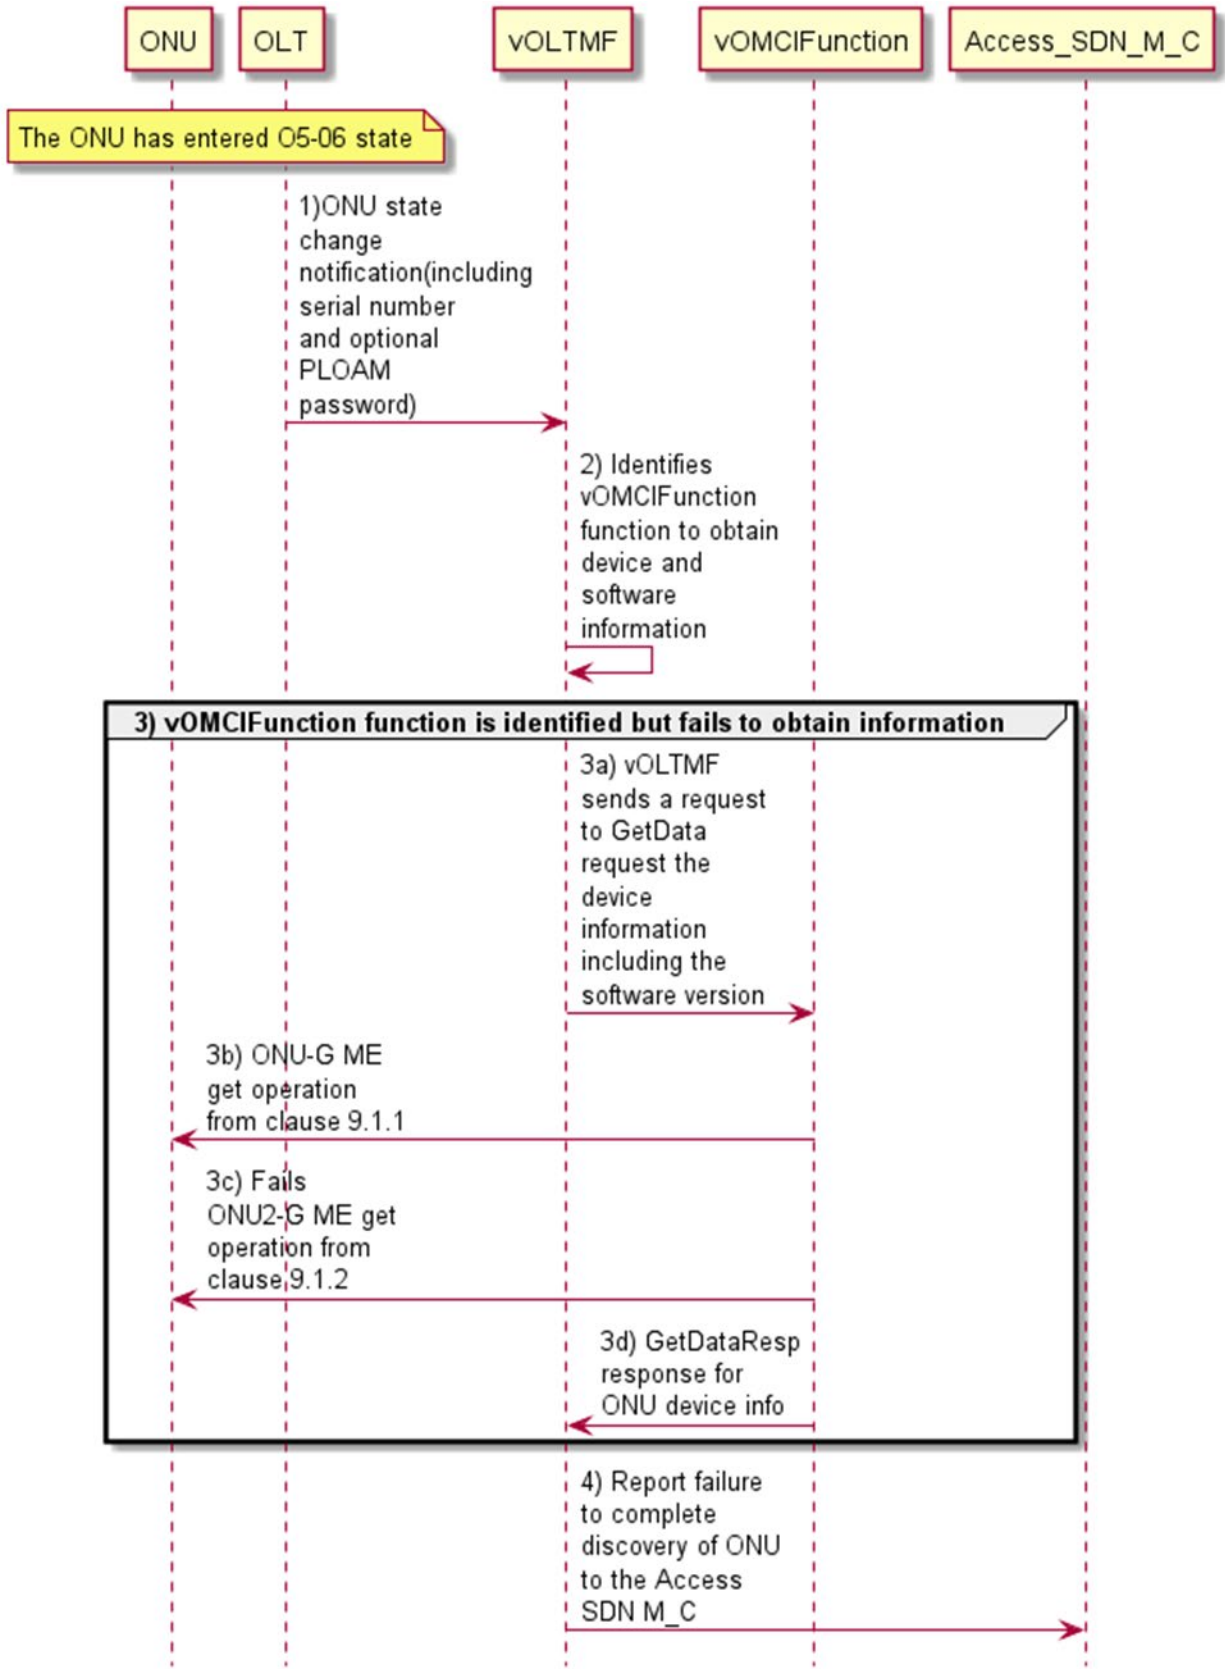 ONU
OLT
vOLTMF
vOMCIFunction
Access_SDN_M_C
The ONU has entered O5-06 state
1)ONU state
change
notification(including
serial number
and optional
PLOAM
password)
2) Identifies
vOMCIFunction
function to obtain
device and
software
information
3) vOMCIFunction function is identified but fails to obtain information
3a) vOLTMF
sends a request
to GetData
request the
device
information
including the
software version
3b) ONU-G ME
get operation
from clause 9.1.1
3c) Fails
ONU2-G ME get
operation from
clause 9.1.2
3d) GetDataResp
response for
ONU device info
4) Report failure
to complete
discovery of ONU
to the Access
SDN M_C